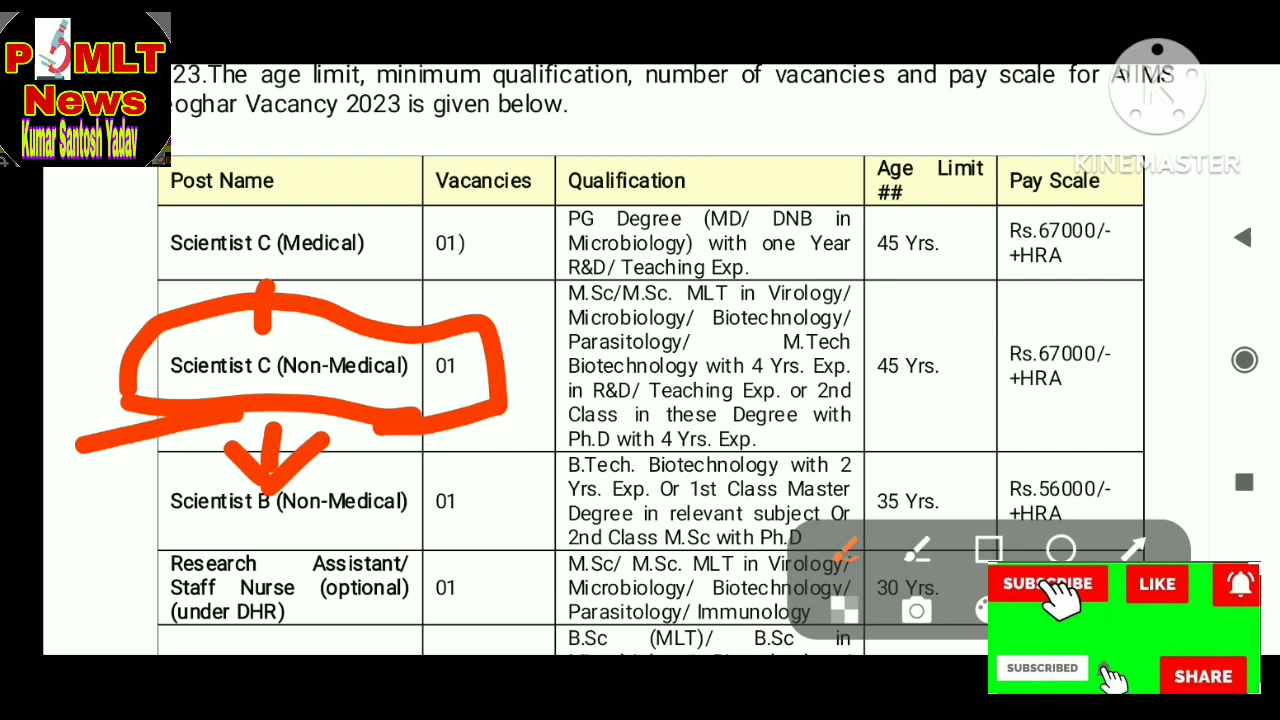 P MLT
News
Kumar Santosh Yadav
23.The age limit, minimum qualification, number of vacancies and pay scale for AIIMS
eoghar Vacancy 2023 is given below.
KINEMASTER
Post Name Vacancies Qualification Age Limit ## Pay Scale
Scientist C (Medical) 01) PG Degree (MD/ DNB in
Microbiology) with one Year
R&D/ Teaching Exp. 45 Yrs. Rs.67000/-
+HRA
Scientist C (Non-Medical) 01 M.Sc/M.Sc. MLT in Virology/
Microbiology/ Biotechnology/
Parasitology/ M.Tech
Biotechnology with 4 Yrs. Exp.
in R&D/ Teaching Exp. or 2nd
Class in these Degree with
Ph.D with 4 Yrs. Exp. 45 Yrs. Rs.67000/-
+HRA
Scientist B (Non-Medical) 01 B.Tech. Biotechnology with 2
Yrs. Exp. Or 1st Class Master
Degree in relevant subject Or
2nd Class M.Sc with Ph.D 35 Yrs. Rs.56000/-
+HRA
Research Assistant/
Staff Nurse (optional)
(under DHR) 01 M.Sc/ M.Sc. MLT in Virology/
Microbiology/ Biotechnology/
Parasitology/ Immunology 30 Yrs.
B.Sc (MLT)/ B.Sc in
SUBSCRIBE LIKE
SUBSCRIBED SHARE